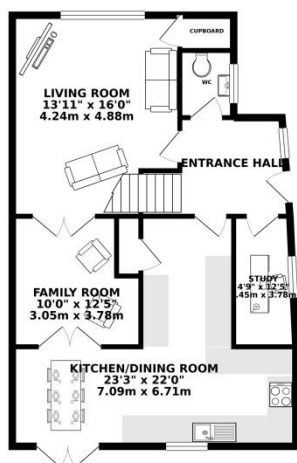 CUPBOARD
WC
LIVING ROOM
13'11" x 16'0"
4.24m x 4.88m
ENTRANCE HALL
FAMILY ROOM
10'0" x 12'5"
3.05m x 3.78m
STUDY
4'9" x 12'5"
.45m x 3.78m
KITCHEN/DINING ROOM
23'3" x 22'0"
7.09m x 6.71m